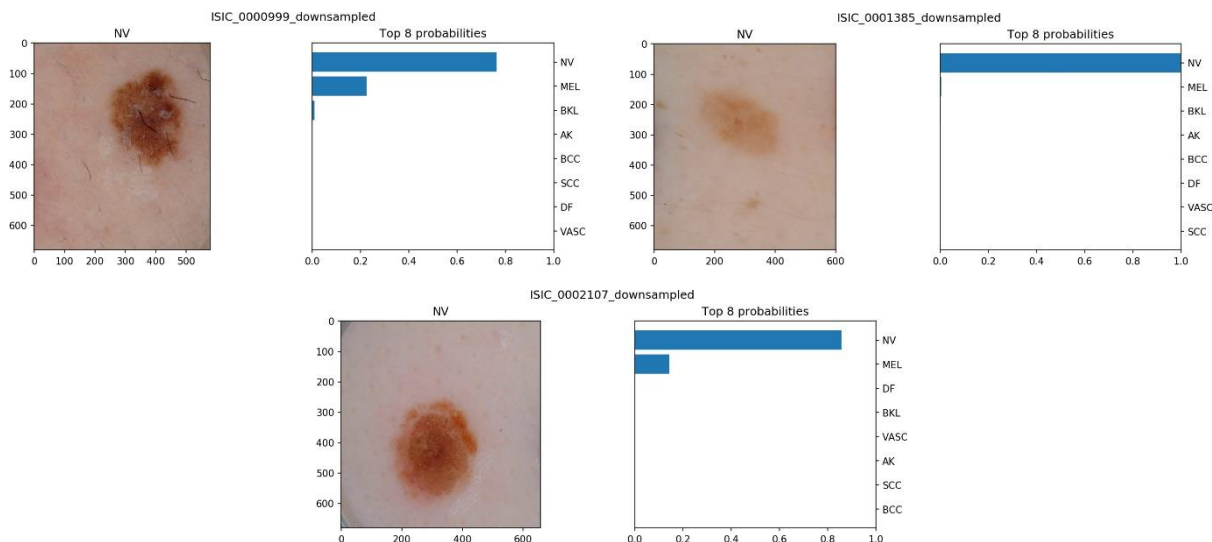 ISIC_0000999_downsampled
NV
Top 8 probabilities
0
100
200
300
400
500
600
0 100 200 300 400 500
NV
MEL
BKL
AK
BCC
SCC
DF
VASC
0.0 0.2 0.4 0.6 0.8 1.0
ISIC_0001385_downsampled
NV
Top 8 probabilities
0
100
200
300
400
500
600
0 200 400 600
NV
MEL
BKL
AK
BCC
DF
VASC
SCC
0.0 0.2 0.4 0.6 0.8 1.0
ISIC_0002107_downsampled
NV
Top 8 probabilities
0
100
200
300
400
500
600
0 200 400 600
NV
MEL
DF
BKL
VASC
AK
SCC
BCC
0.0 0.2 0.4 0.6 0.8 1.0